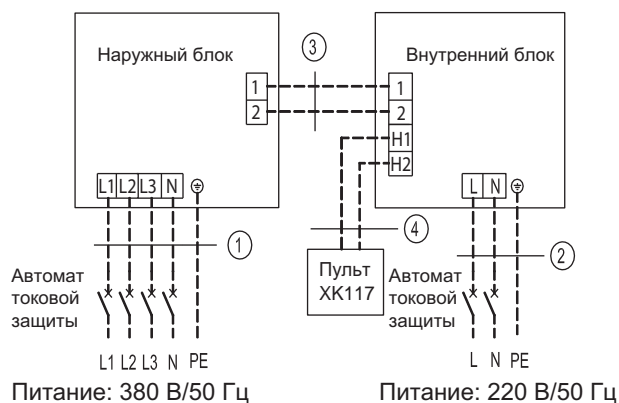 Наружный блок
3
Внутренний блок
1
2
1
2
H1
H2
L1 L2 L3 N
L N
1
4
2
Автомат
токовой
защиты
Пульт
XK117
Автомат
токовой
защиты
L1 L2 L3 N PE
L N PE
Питание: 380 В/50 Гц
Питание: 220 В/50 Гц